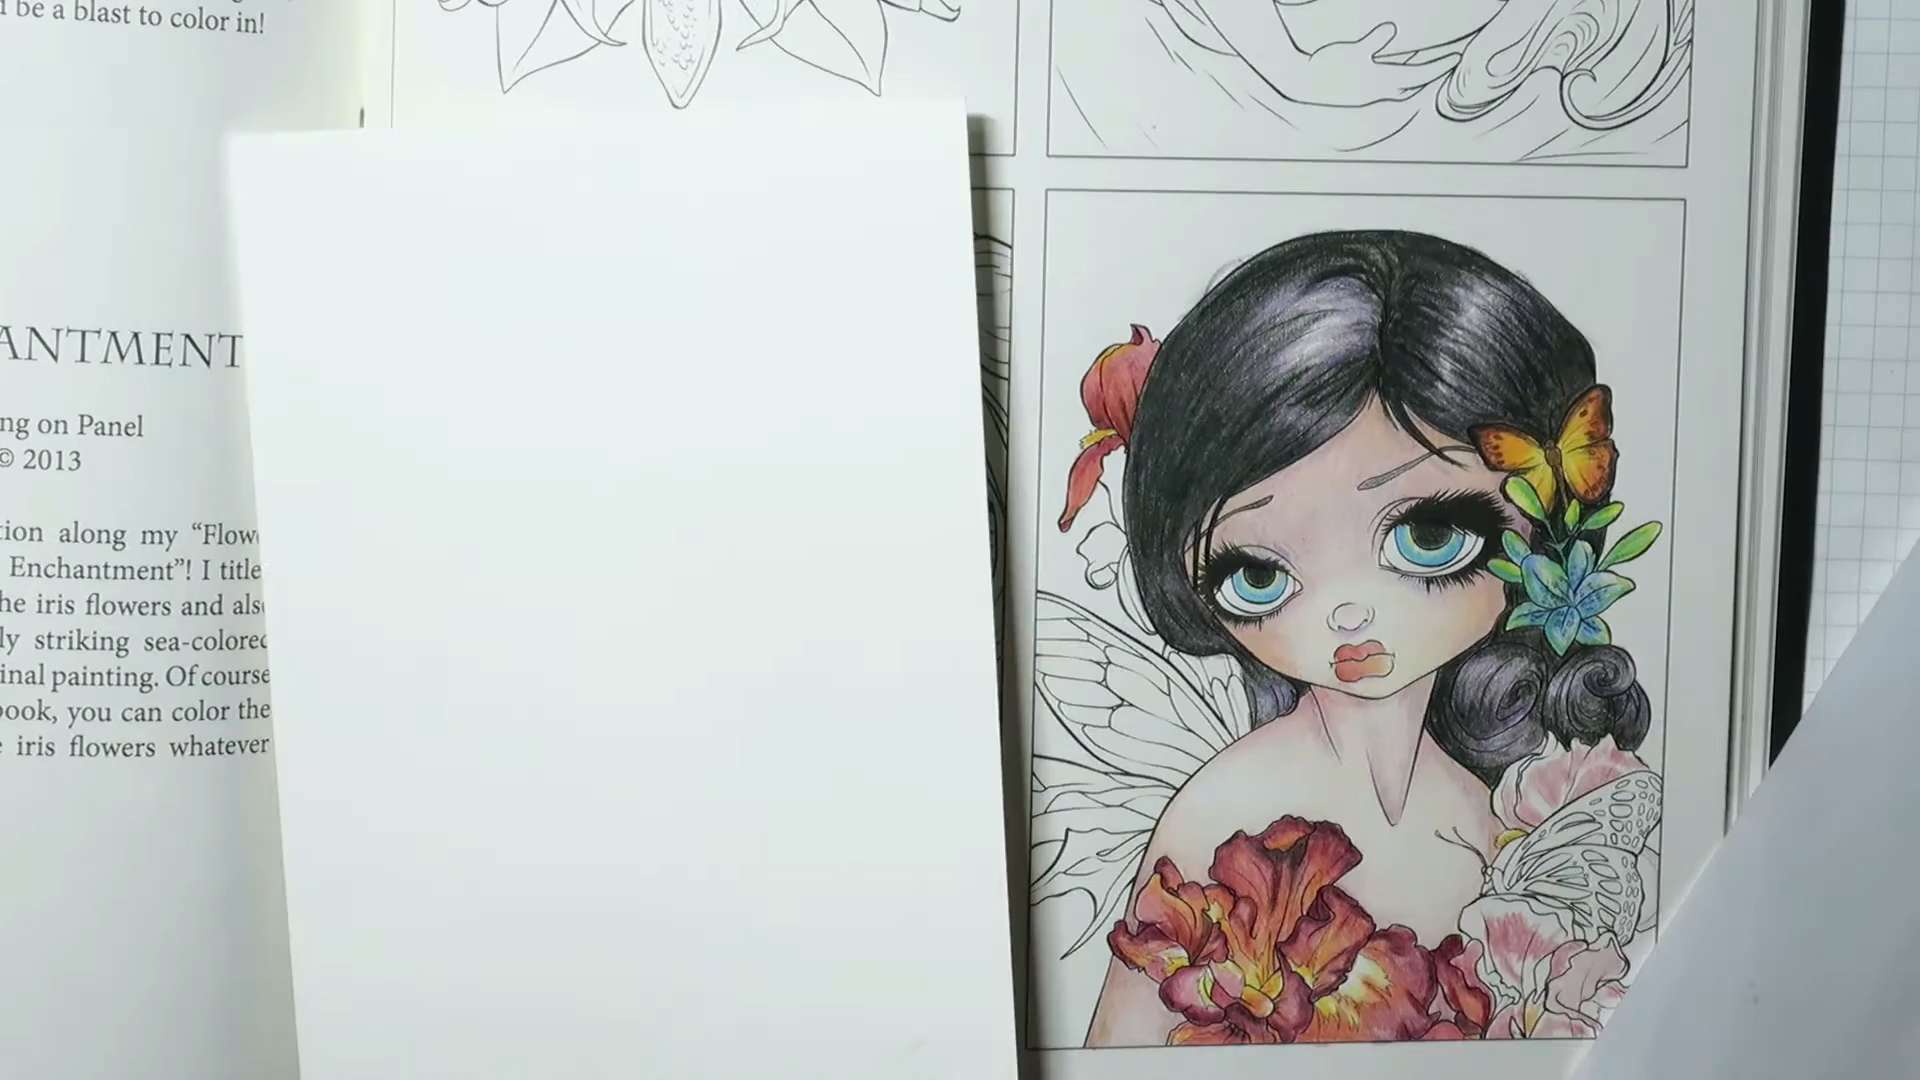 be a blast to color in!
ANTMENT
ng on Panel
© 2013
tion along my “Flow
Enchantment”! I title
he iris flowers and als
ly striking sea-colored
inal painting. Of course
book, you can color the
iris flowers whatever